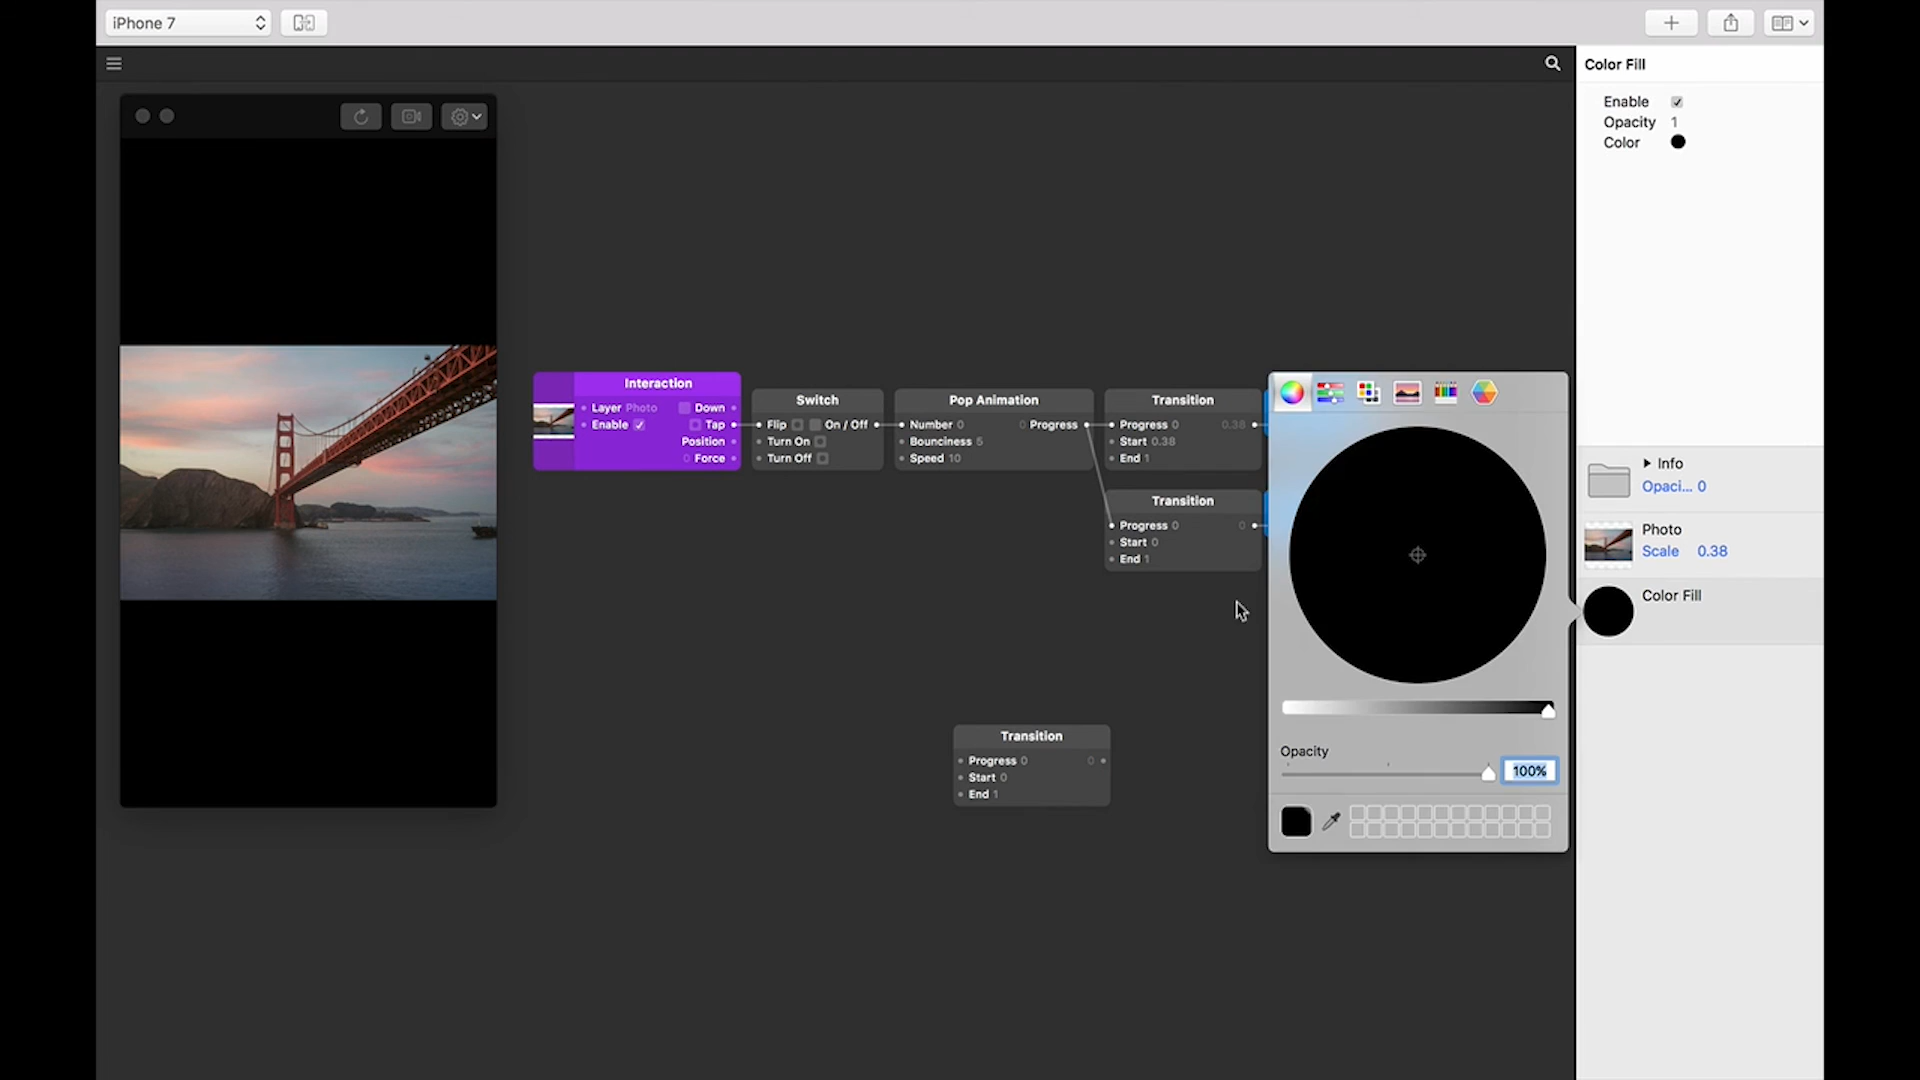 iPhone 7
Color Fill
Enable
Opacity 1
Color
Interaction
Layer Photo
Down
Enable
Tap
Position
0 Force
Switch
Flip
On / Off
Turn On
Turn Off
Pop Animation
Number 0
0 Progress
Bounciness 5
Speed 10
Transition
Progress 0
0.38
Start 0.38
End 1
Transition
Progress 0
0
Start 0
End 1
Transition
Progress 0
0
Start 0
End 1
Opacity
100%
Info
Opaci... 0
Photo
Scale 0.38
Color Fill